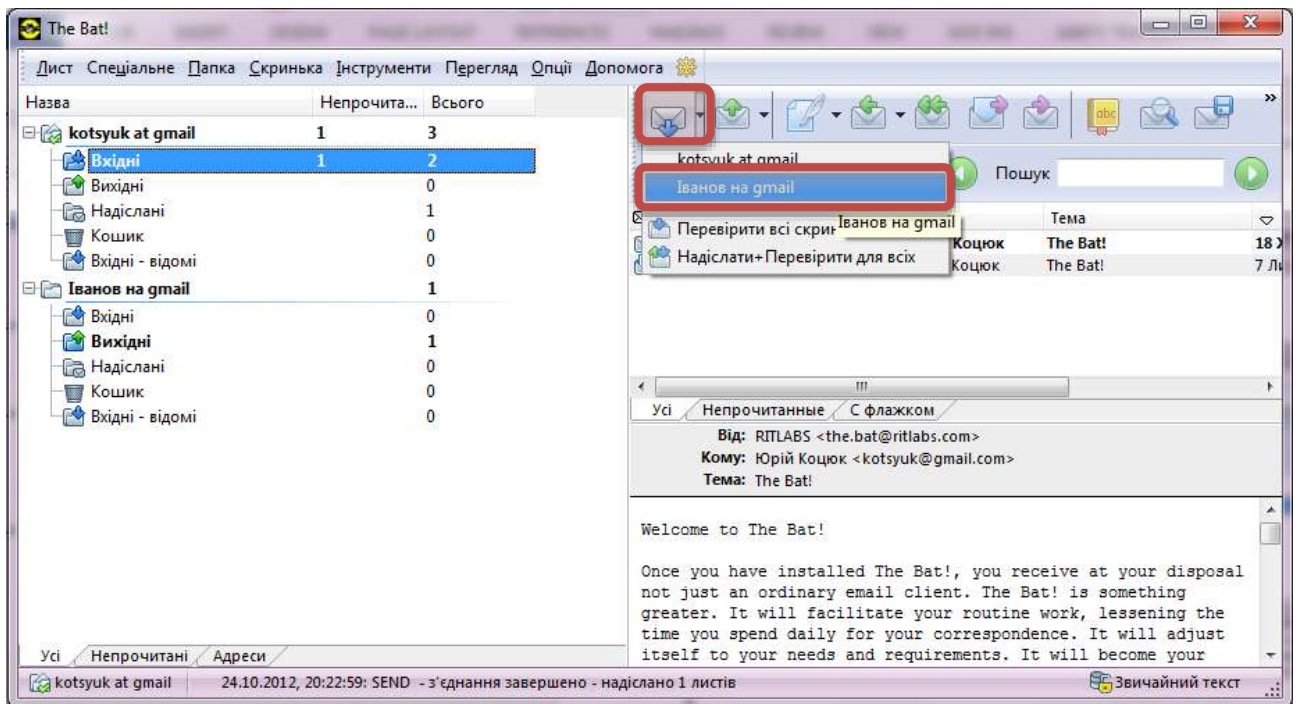 The Bat!
Лист Спеціальне Папка Скринька Інструменти Перегляд Опції Допомога
Назва Непрочита... Всього
kotsyuk at gmail 1 3
Вхідні 1 2
Вихідні 0
Надіслані 1
Кошик 0
Вхідні - відомі 0
Іванов на gmail 1
Вхідні 0
Вихідні 1
Надіслані 0
Кошик 0
Вхідні - відомі 0
Усі Непрочитані Адреси
abc »
kotsyuk at gmail
Іванов на gmail
Перевірити всі
Іванов на gmail
Надіслати+Перевірити для всіх
Пошук
Тема
Коцюк The Bat! 18
Коцюк The Bat! 7
Усі Непрочитанные С флажком
Від: RITLABS <the.bat@ritlabs.com>
Кому: Юрій Коцюк <kotsyuk@gmail.com>
Тема: The Bat!
Welcome to The Bat!
Once you have installed The Bat!, you receive at your disposal
not just an ordinary email client. The Bat! is something
greater. It will facilitate your routine work, lessening the
time you spend daily for your correspondence. It will adjust
itself to your needs and requirements. It will become your
kotsyuk at gmail 24.10.2012, 20:22:59: SEND - з'єднання завершено - надіслано 1 листів Звичайний текст